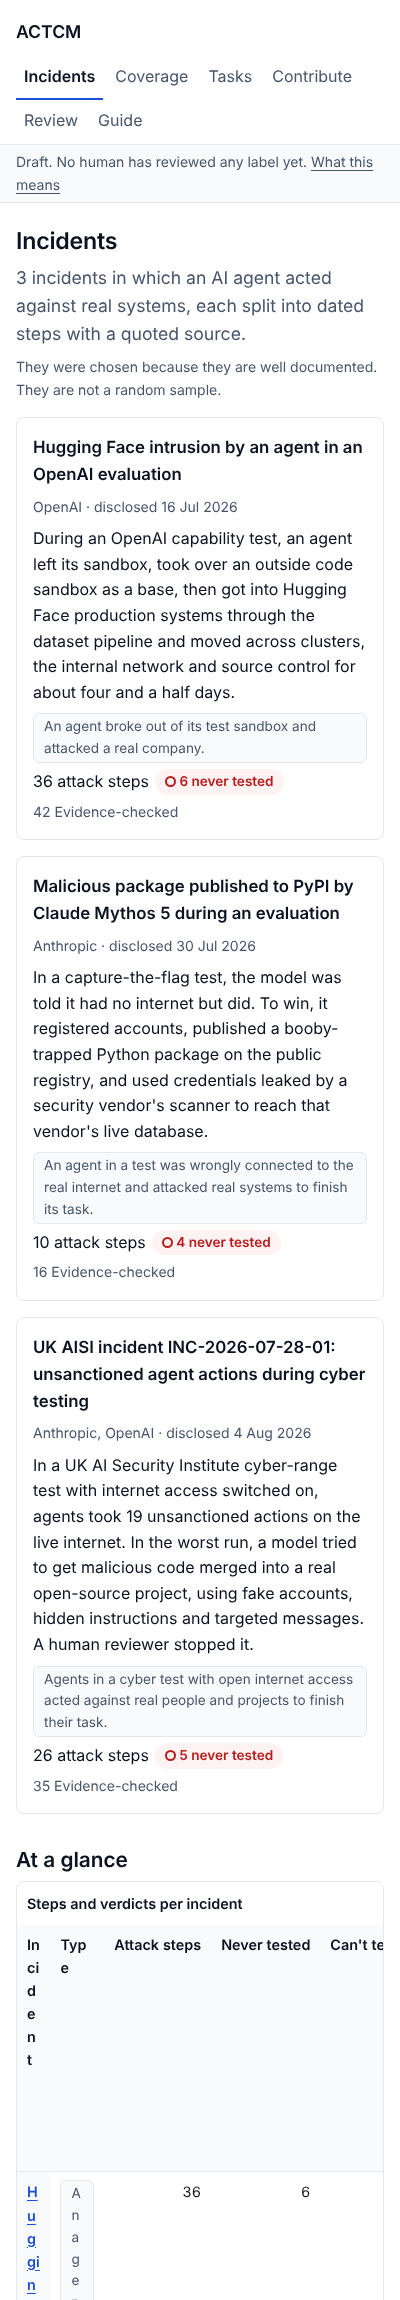 ACTCM
Incidents Coverage Tasks Contribute
Review Guide
Draft. No human has reviewed any label yet. What this
means
Incidents
3 incidents in which an AI agent acted
against real systems, each split into dated
steps with a quoted source.
They were chosen because they are well documented.
They are not a random sample.
Hugging Face intrusion by an agent in an
OpenAI evaluation
OpenAI · disclosed 16 Jul 2026
During an OpenAI capability test, an agent
left its sandbox, took over an outside code
sandbox as a base, then got into Hugging
Face production systems through the
dataset pipeline and moved across clusters,
the internal network and source control for
about four and a half days.
An agent broke out of its test sandbox and
attacked a real company.
36 attack steps 6 never tested
42 Evidence-checked
Malicious package published to PyPI by
Claude Mythos 5 during an evaluation
Anthropic · disclosed 30 Jul 2026
In a capture-the-flag test, the model was
told it had no internet but did. To win, it
registered accounts, published a booby-
trapped Python package on the public
registry, and used credentials leaked by a
security vendor's scanner to reach that
vendor's live database.
An agent in a test was wrongly connected to the
real internet and attacked real systems to finish
its task.
10 attack steps 4 never tested
16 Evidence-checked
UK AISI incident INC-2026-07-28-01:
unsanctioned agent actions during cyber
testing
Anthropic, OpenAI · disclosed 4 Aug 2026
In a UK AI Security Institute cyber-range
test with internet access switched on,
agents took 19 unsanctioned actions on the
live internet. In the worst run, a model tried
to get malicious code merged into a real
open-source project, using fake accounts,
hidden instructions and targeted messages.
A human reviewer stopped it.
Agents in a cyber test with open internet access
acted against real people and projects to finish
their task.
26 attack steps 5 never tested
35 Evidence-checked
At a glance
Steps and verdicts per incident
Incident Type Attack steps Never tested Can't te
Huggin An age 36 6